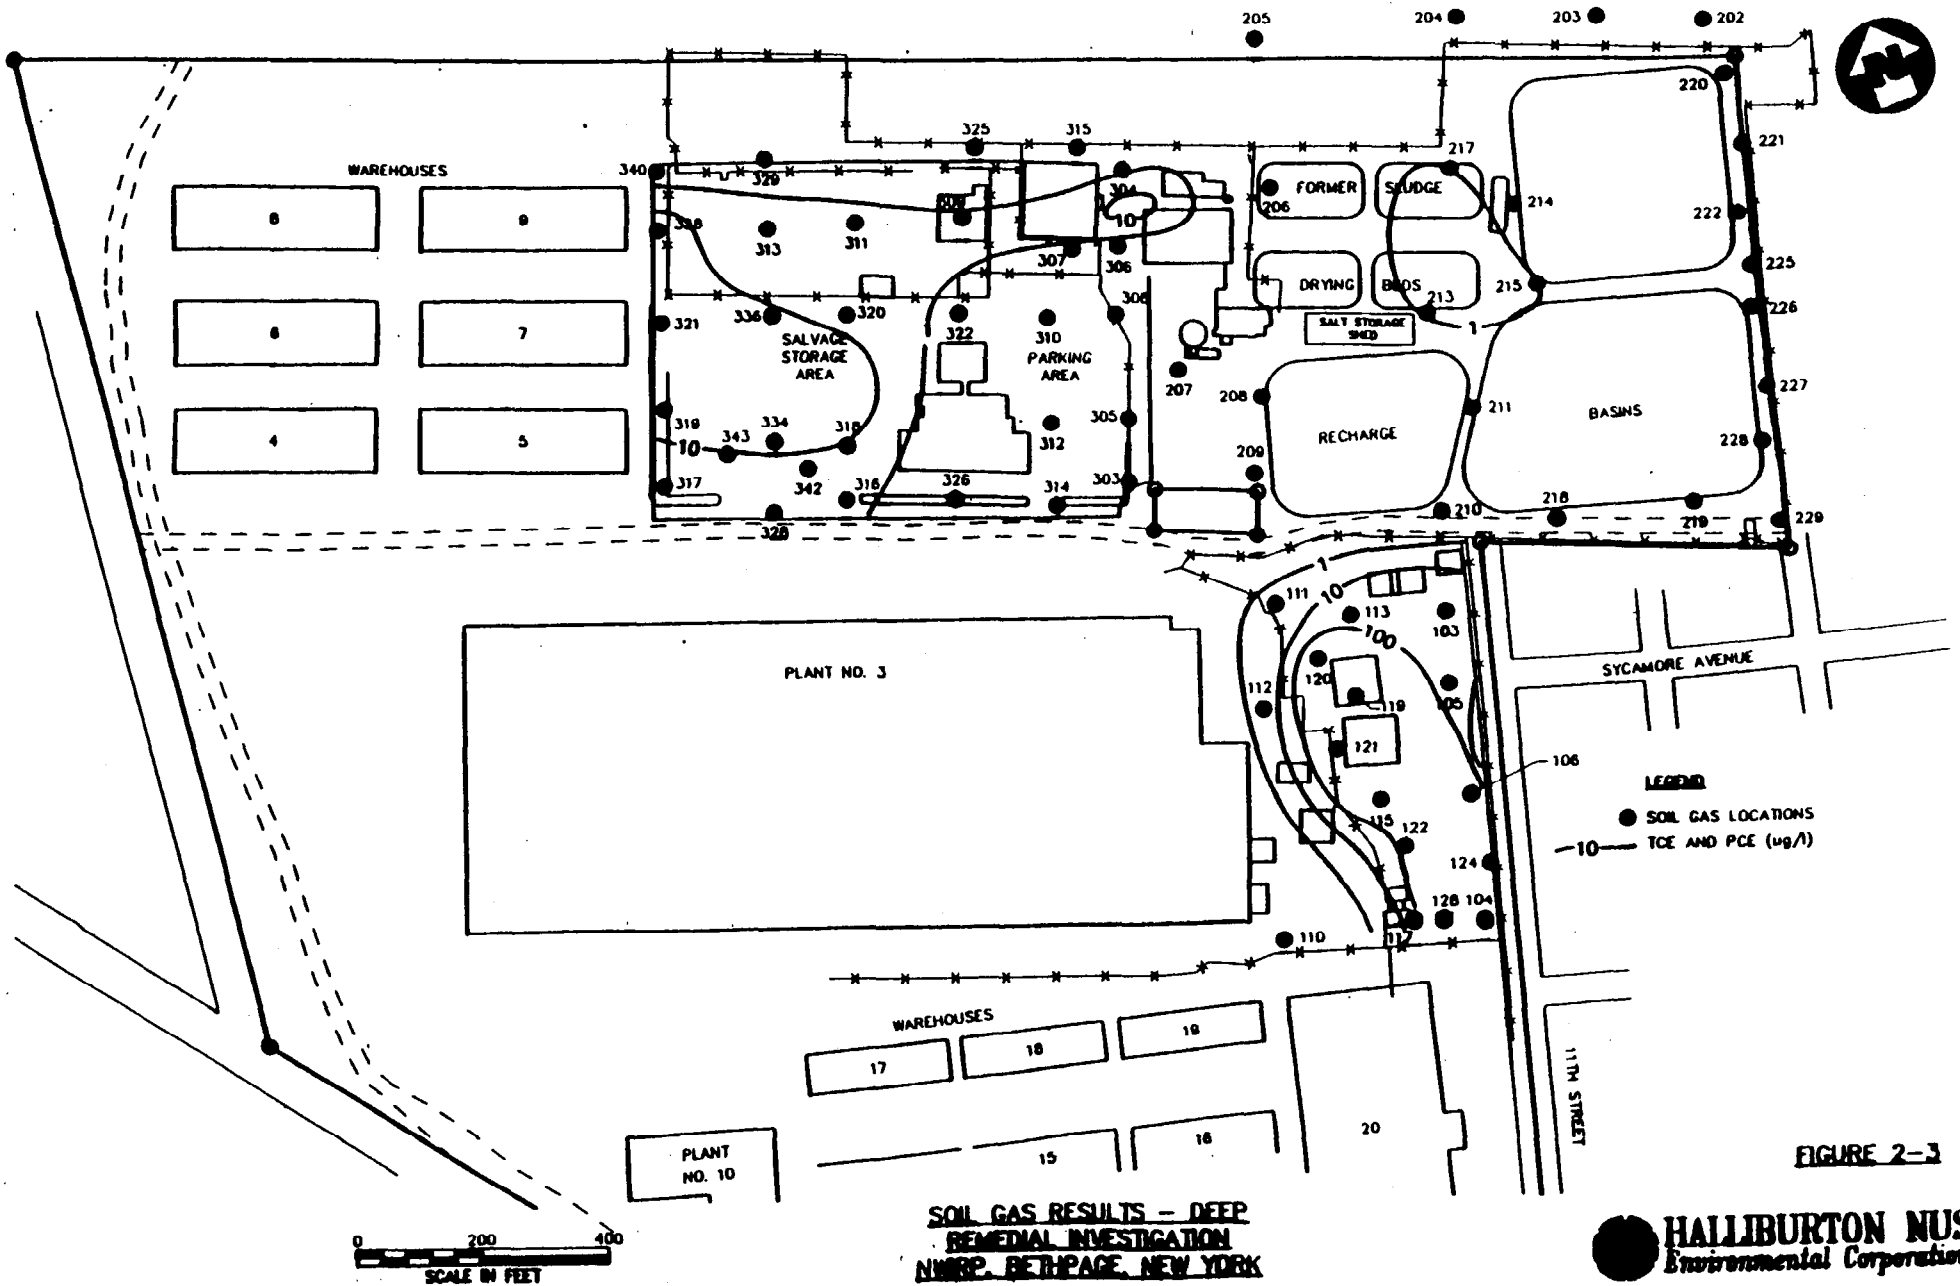 205
204
203
202
220
325
315
217
221
WAREHOUSES
340
329
304
FORMER
SLUDGE
206
214
8
9
222
338
313
311
10
307
306
225
DRYING
BEDS
215
226
213
6
7
321
336
320
322
310
SALT STORAGE
SHED
1
SALVAGE
STORAGE
AREA
PARKING
AREA
207
227
208
211
BASINS
4
5
319
334
318
305
312
RECHARGE
10
343
228
209
342
317
316
326
314
303
210
218
219
229
328
1
111
10
113
103
100
PLANT NO. 3
SYCAMORE AVENUE
120
112
119
105
121
106
LEGEND
SOIL GAS LOCATIONS
10 TCE AND PCE (ug/l)
115
122
124
128
104
110
117
WAREHOUSES
17
18
19
20
15
16
11TH STREET
PLANT
NO. 10
FIGURE 2-3
0 200 400
SCALE IN FEET
SOIL GAS RESULTS - DEEP
REMEDIAL INVESTIGATION
NWIRP, BETHPAGE, NEW YORK
HALLIBURTON NUS
Environmental Corporation